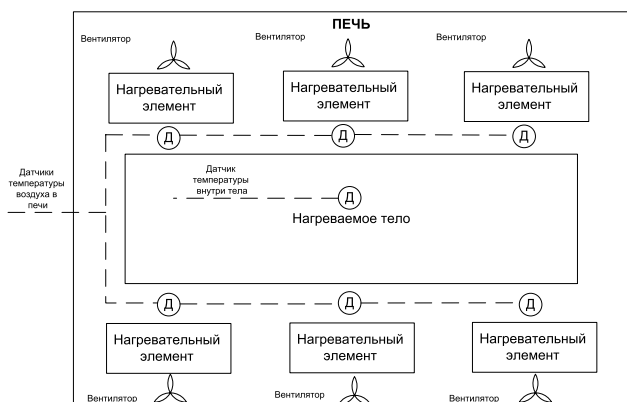 ПЕЧЬ
Вентилятор
Вентилятор
Вентилятор
Нагревательный
элемент
Нагревательный
элемент
Нагревательный
элемент
Д
Д
Д
Датчики
температуры
воздуха в
печи
Датчик
температуры
внутри тела
Д
Нагреваемое тело
Д
Д
Д
Нагревательный
элемент
Нагревательный
элемент
Нагревательный
элемент
Вентилятор
Вентилятор
Вентилятор